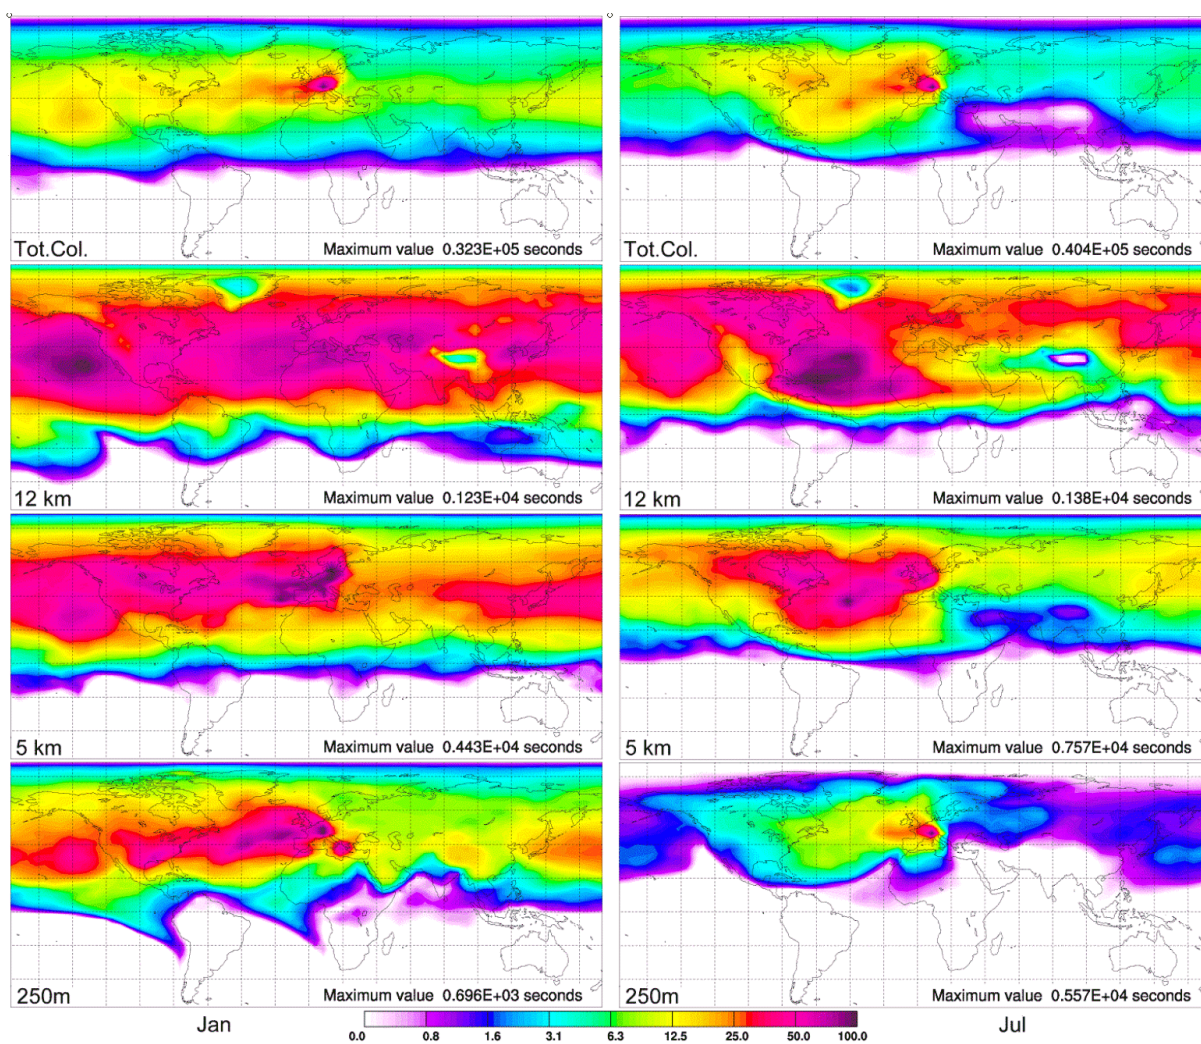 Tot.Col. Maximum value 0.323E+05 seconds
Tot.Col. Maximum value 0.404E+05 seconds
12 km Maximum value 0.123E+04 seconds
12 km Maximum value 0.138E+04 seconds
5 km Maximum value 0.443E+04 seconds
5 km Maximum value 0.757E+04 seconds
250m Maximum value 0.696E+03 seconds
250m Maximum value 0.557E+04 seconds
Jan
Jul
0.0 0.8 1.6 3.1 6.3 12.5 25.0 50.0 100.0